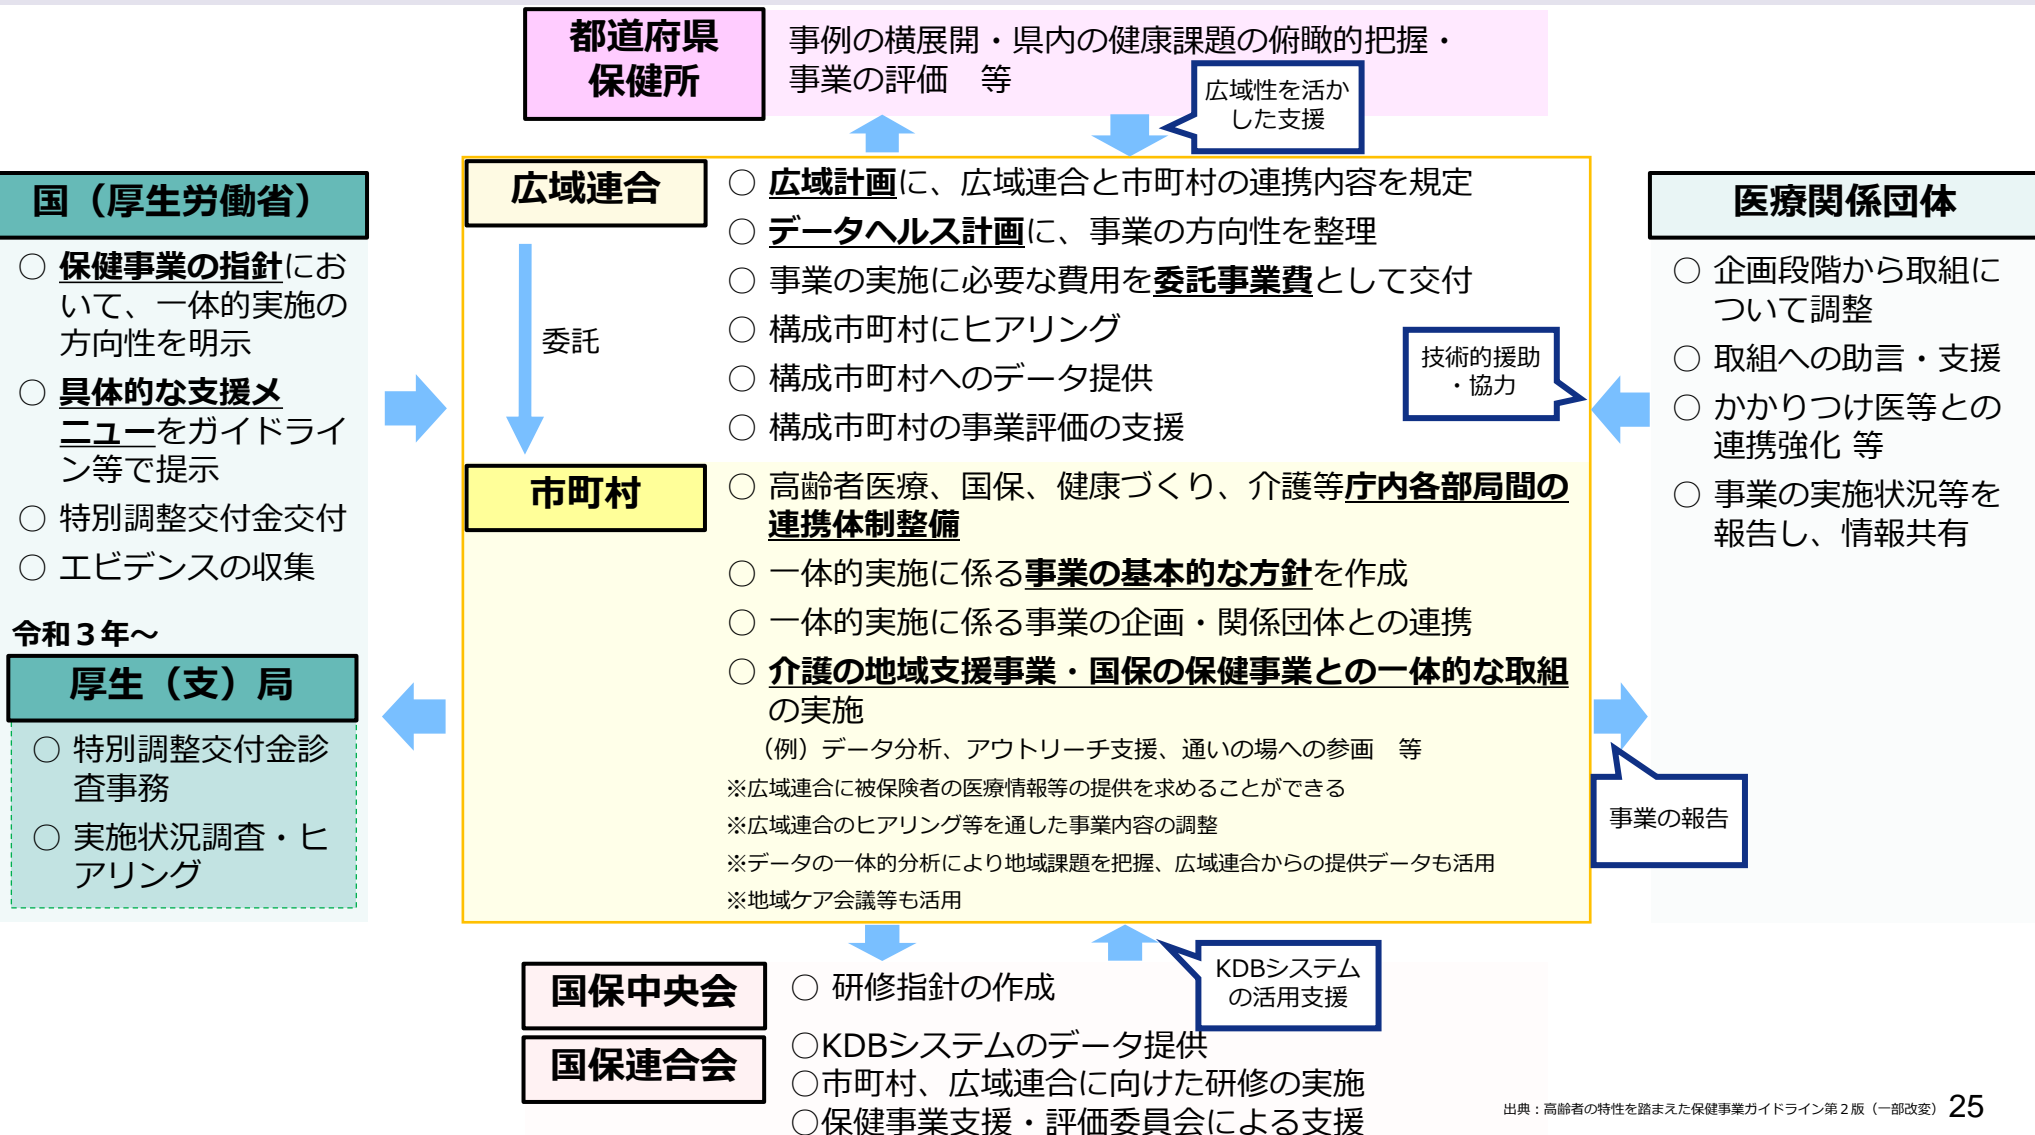 都道府県
保健所
事例の横展開・県内の健康課題の俯瞰的把握・
事業の評価　等
広域性を活か
した支援
国（厚生労働省）
○ 保健事業の指針にお
いて、一体的実施の
方向性を明示
○ 具体的な支援メ
ニューをガイドライ
ン等で提示
○ 特別調整交付金交付
○ エビデンスの収集
令和３年～
厚生（支）局
○ 特別調整交付金診
査事務
○ 実施状況調査・ヒ
アリング
広域連合
委託
○ 広域計画に、広域連合と市町村の連携内容を規定
○ データヘルス計画に、事業の方向性を整理
○ 事業の実施に必要な費用を委託事業費として交付
○ 構成市町村にヒアリング
○ 構成市町村へのデータ提供
○ 構成市町村の事業評価の支援
技術的援助
・協力
市町村
○ 高齢者医療、国保、健康づくり、介護等庁内各部局間の
連携体制整備
○ 一体的実施に係る事業の基本的な方針を作成
○ 一体的実施に係る事業の企画・関係団体との連携
○ 介護の地域支援事業・国保の保健事業との一体的な取組
の実施
（例）データ分析、アウトリーチ支援、通いの場への参画　等
※広域連合に被保険者の医療情報等の提供を求めることができる
※広域連合のヒアリング等を通した事業内容の調整
※データの一体的分析により地域課題を把握、広域連合からの提供データも活用
※地域ケア会議等も活用
医療関係団体
○ 企画段階から取組に
ついて調整
○ 取組への助言・支援
○ かかりつけ医等との
連携強化 等
○ 事業の実施状況等を
報告し、情報共有
事業の報告
国保中央会
○ 研修指針の作成
KDBシステム
の活用支援
国保連合会
○KDBシステムのデータ提供
○市町村、広域連合に向けた研修の実施
○保健事業支援・評価委員会による支援
出典：高齢者の特性を踏まえた保健事業ガイドライン第２版（一部改変）
25